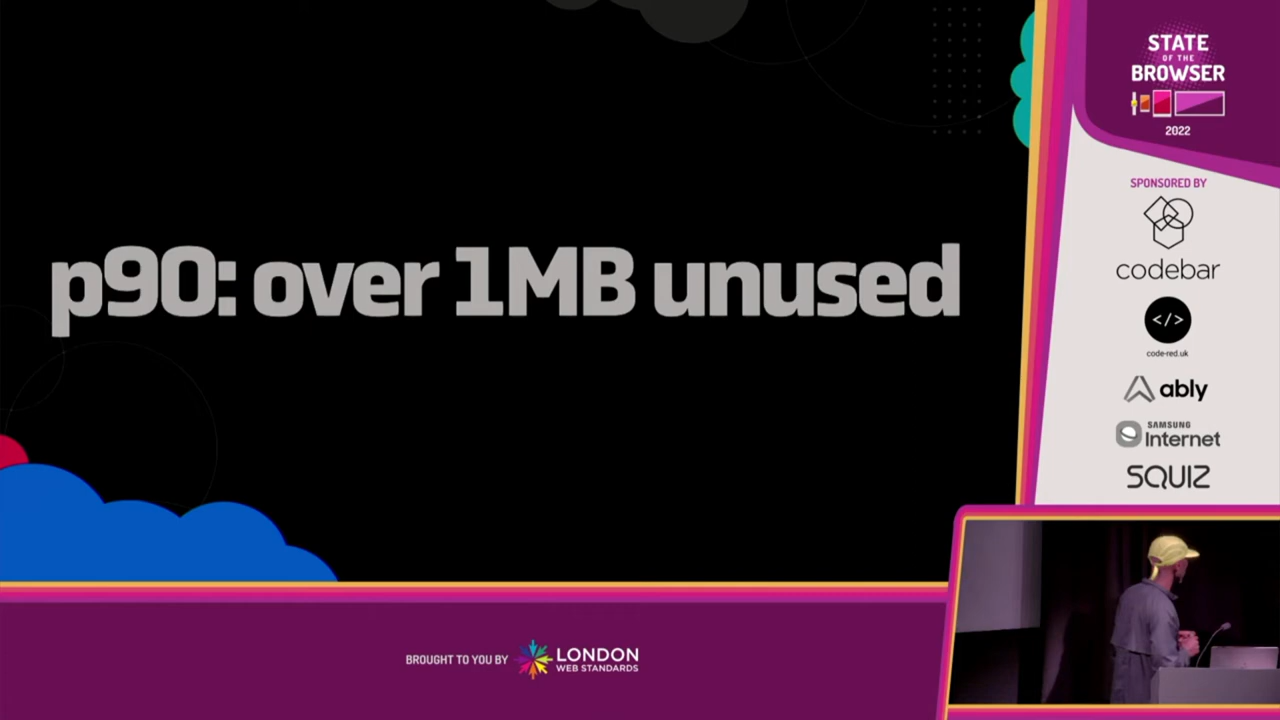 p90: over 1MB unused
STATE
OF THE
BROWSER
2022
SPONSORED BY
codebar
</>
code-red.uk
ably
SAMSUNG
Internet
SQUIZ
BROUGHT TO YOU BY
LONDON
WEB STANDARDS